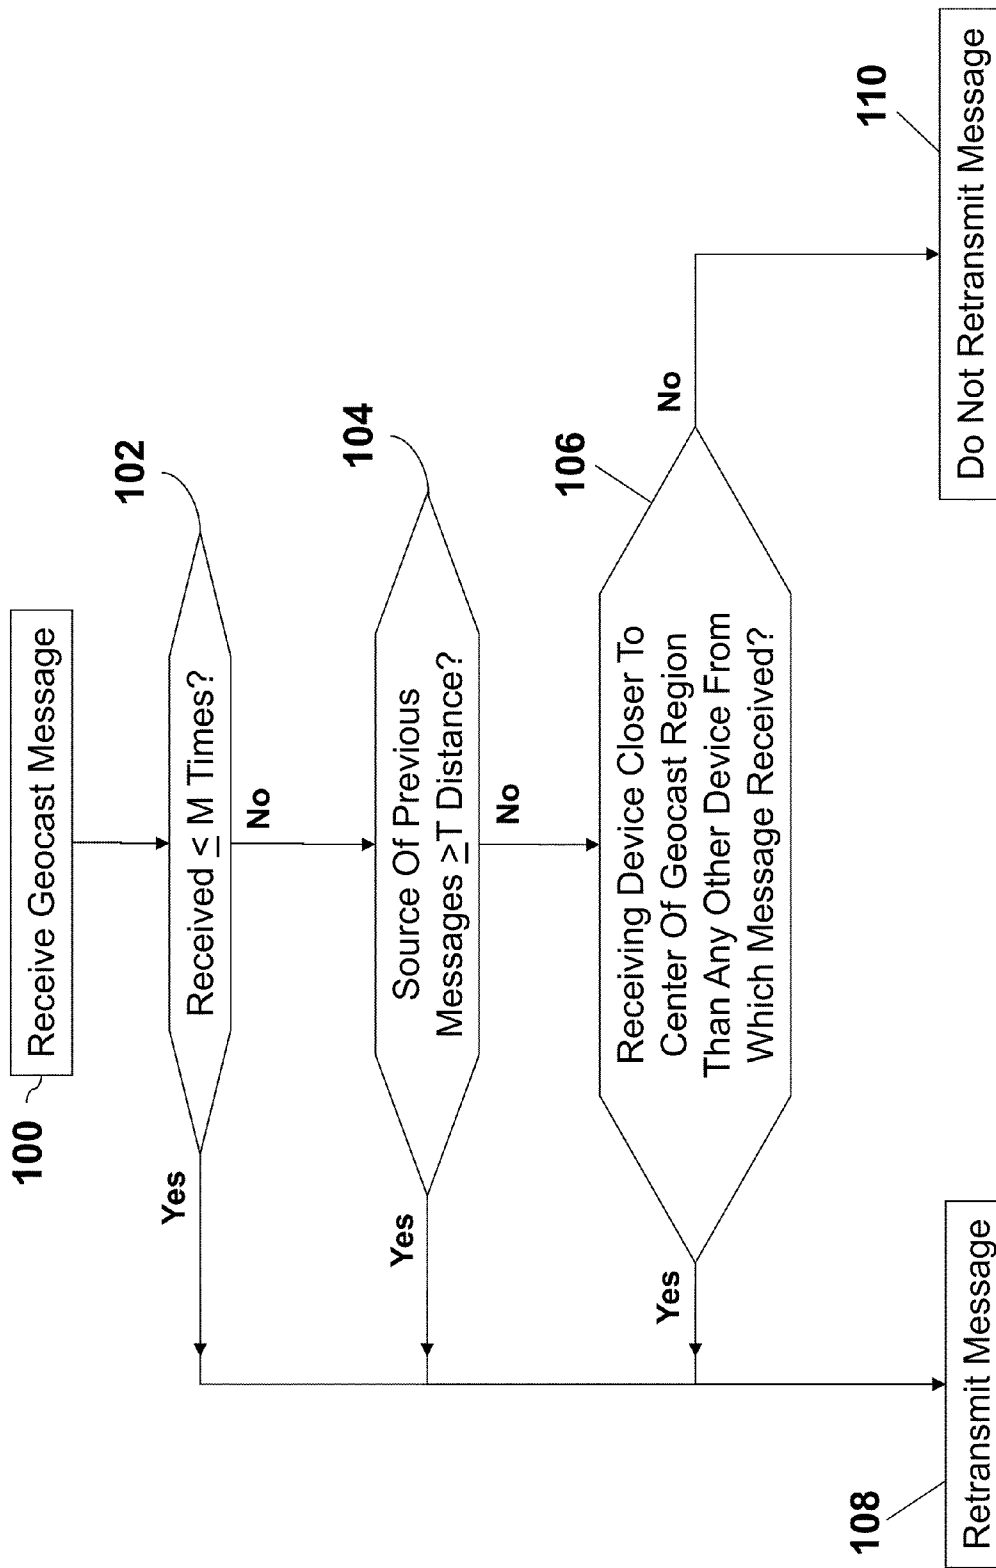 100
Receive Geocast Message
102
Received ≤ M Times?
Yes
No
104
Source Of Previous
Messages ≥T Distance?
Yes
No
106
Receiving Device Closer To
Center Of Geocast Region
Than Any Other Device From
Which Message Received?
Yes
No
108
Retransmit Message
110
Do Not Retransmit Message